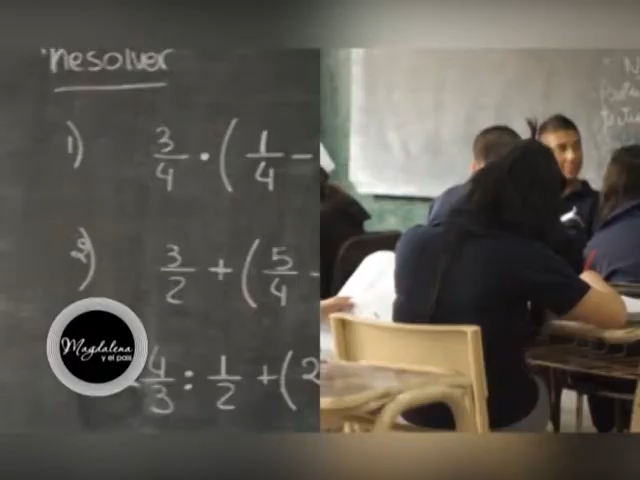 Resolver
1) 3/4 · ( 1/4 -
2) 3/2 + ( 5/4 -
4/3 : 1/2 + ( 2
Magdalena
y el país